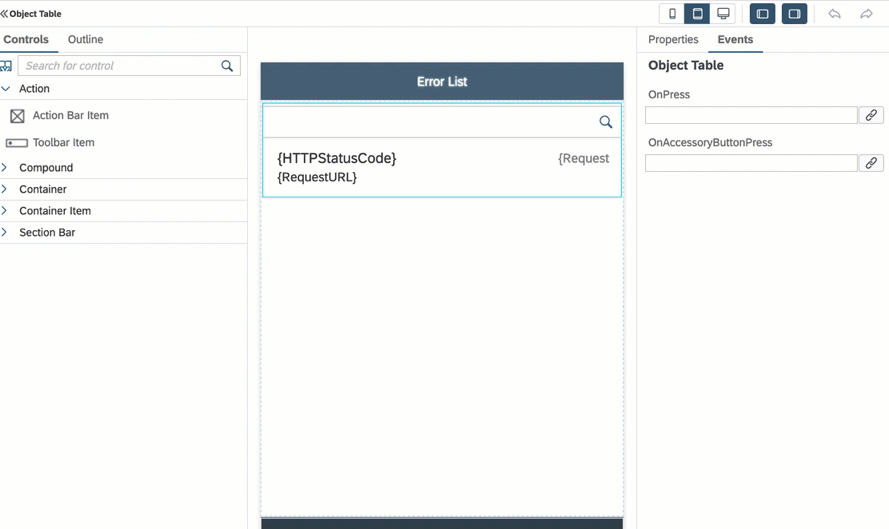 Object Table
Controls
Outline
Search for control
Action
Action Bar Item
Toolbar Item
Compound
Container
Container Item
Section Bar
Error List
{HTTPStatusCode}
{Request
{RequestURL}
Properties
Events
Object Table
OnPress
OnAccessoryButtonPress